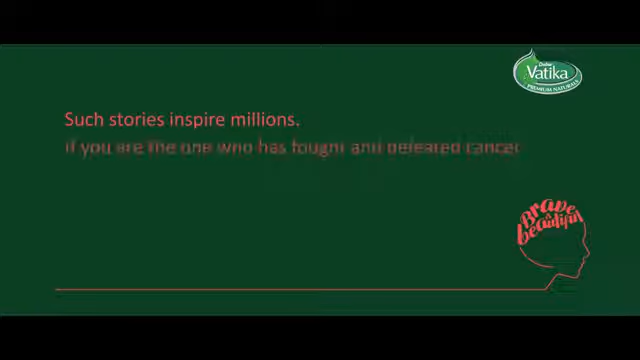 Dabur
Vatika
PREMIUM NATURALS
Such stories inspire millions.
If you are the one who has fought and defeated cancer
Brave
&
beautiful